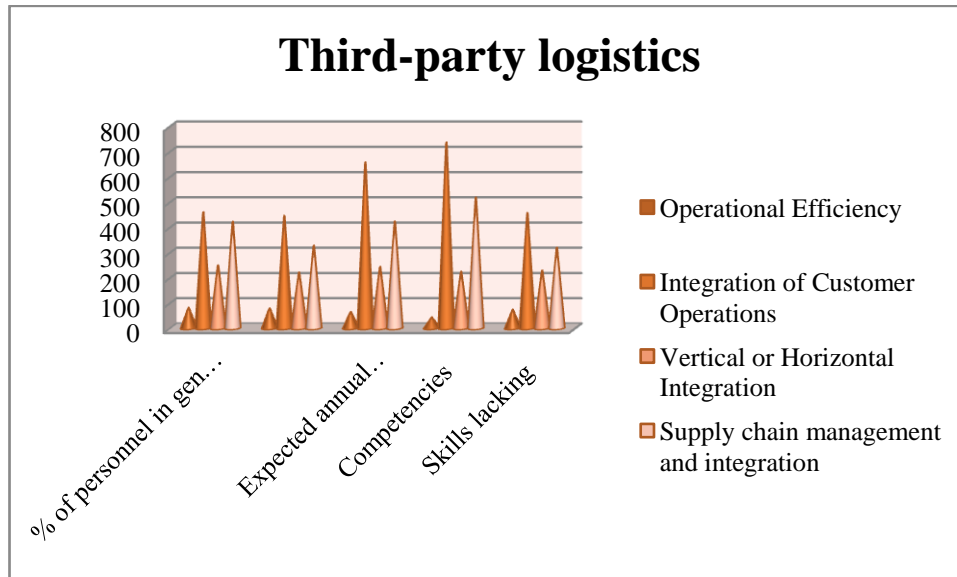 Third-party logistics
800
700
600
500
400
300
200
100
0
% of personnel in gen…
Expected annual…
Competencies
Skills lacking
Operational Efficiency
Integration of Customer
Operations
Vertical or Horizontal
Integration
Supply chain management
and integration